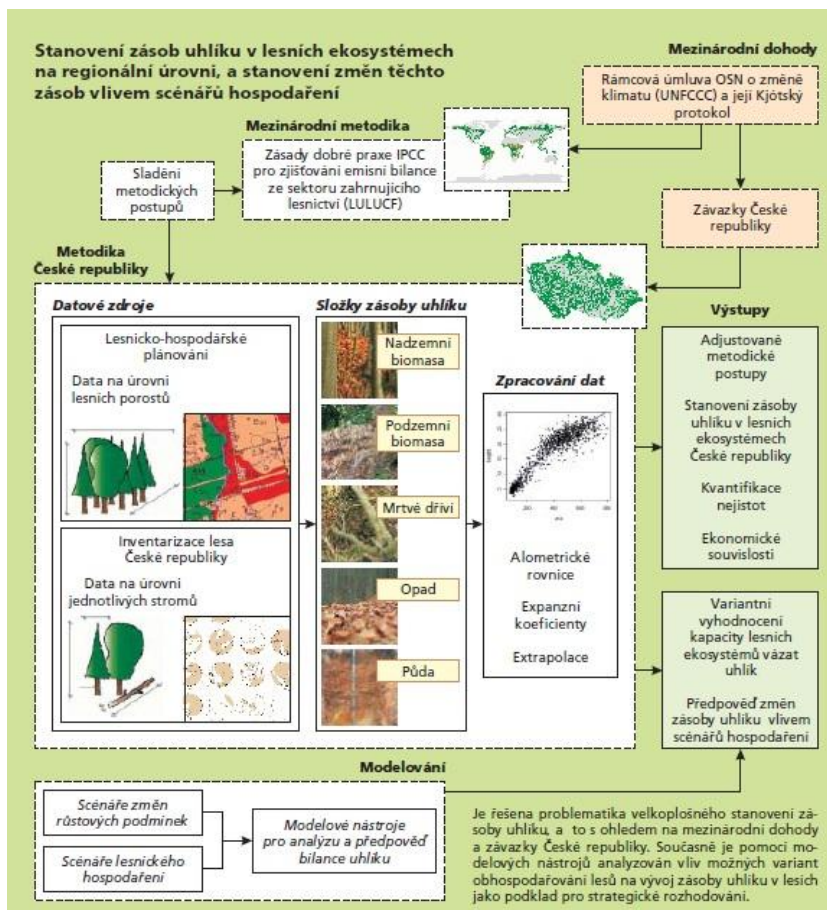 Stanovení zásob uhlíku v lesních ekosystémech
na regionální úrovni, a stanovení změn těchto
zásob vlivem scénářů hospodaření
Mezinárodní dohody
Rámcová úmluva OSN o změně
klimatu (UNFCCC) a její Kjótský
protokol
Mezinárodní metodika
Zásady dobré praxe IPCC
pro zjišťování emisní bilance
ze sektoru zahrnujícího
lesnictví (LULUCF)
Sladění
metodických
postupů
Závazky České
republiky
Metodika
České republiky
Datové zdroje
Lesnicko-hospodářské
plánování
Data na úrovni
lesních porostů
Inventarizace lesa
České republiky
Data na úrovni
jednotlivých stromů
Složky zásoby uhlíku
Nadzemní
biomasa
Podzemní
biomasa
Mrtvé dříví
Opad
Půda
Zpracování dat
Alometrické
rovnice
Expanzní
koeficienty
Extrapolace
Výstupy
Adjustované
metodické
postupy
Stanovení zásoby
uhlíku v lesních
ekosystémech
České republiky
Kvantifikace
nejistot
Ekonomické
souvislosti
Variantní
vyhodnocení
kapacity lesních
ekosystémů vázat
uhlík
Předpověď změn
zásoby uhlíku vlivem
scénářů hospodaření
Modelování
Scénáře změn
růstových podmínek
Scénáře lesnického
hospodaření
Modelové nástroje
pro analýzu a předpověď
bilance uhlíku
Je řešena problematika velkoplošného stanovení zá-
soby uhlíku, a to s ohledem na mezinárodní dohody
a závazky České republiky. Současně je pomocí mo-
delových nástrojů analyzován vliv možných variant
obhospodařování lesů na vývoj zásoby uhlíku v lesích
jako podklad pro strategické rozhodování.